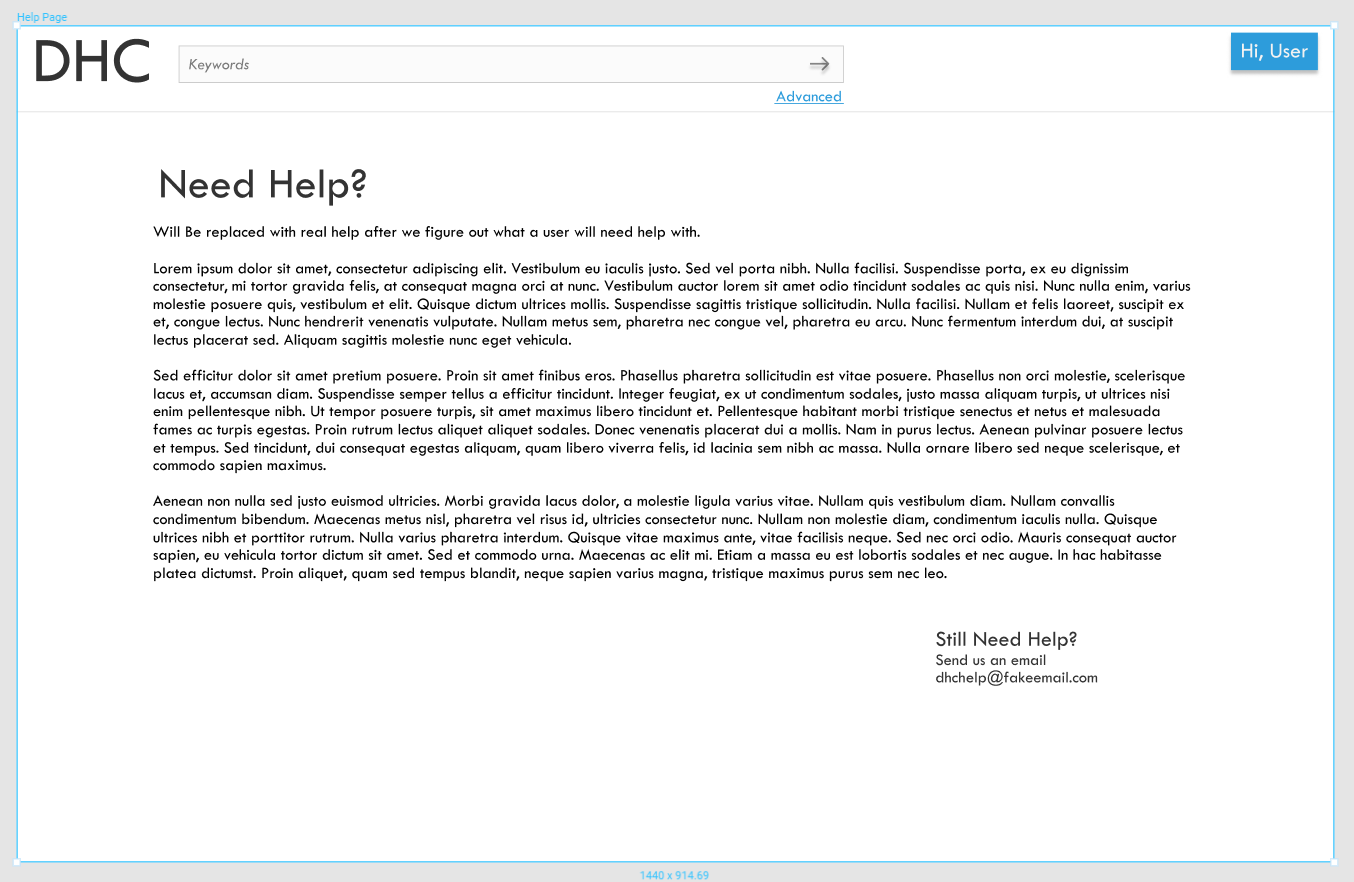 Help Page
DHC
Keywords
Hi, User
Advanced
Need Help?
Will Be replaced with real help after we figure out what a user will need help with.
Lorem ipsum dolor sit amet, consectetur adipiscing elit. Vestibulum eu iaculis justo. Sed vel porta nibh. Nulla facilisi. Suspendisse porta, ex eu dignissim
consectetur, mi tortor gravida felis, at consequat magna orci at nunc. Vestibulum auctor lorem sit amet odio tincidunt sodales ac quis nisi. Nunc nulla enim, varius
molestie posuere quis, vestibulum et elit. Quisque dictum ultrices mollis. Suspendisse sagittis tristique sollicitudin. Nulla facilisi. Nullam et felis laoreet, suscipit ex
et, congue lectus. Nunc hendrerit venenatis vulputate. Nullam metus sem, pharetra nec congue vel, pharetra eu arcu. Nunc fermentum interdum dui, at suscipit
lectus placerat sed. Aliquam sagittis molestie nunc eget vehicula.
Sed efficitur dolor sit amet pretium posuere. Proin sit amet finibus eros. Phasellus pharetra sollicitudin est vitae posuere. Phasellus non orci molestie, scelerisque
lacus et, accumsan diam. Suspendisse semper tellus a efficitur tincidunt. Integer feugiat, ex ut condimentum sodales, justo massa aliquam turpis, ut ultrices nisi
enim pellentesque nibh. Ut tempor posuere turpis, sit amet maximus libero tincidunt et. Pellentesque habitant morbi tristique senectus et netus et malesuada
fames ac turpis egestas. Proin rutrum lectus aliquet aliquet sodales. Donec venenatis placerat dui a mollis. Nam in purus lectus. Aenean pulvinar posuere lectus
et tempus. Sed tincidunt, dui consequat egestas aliquam, quam libero viverra felis, id lacinia sem nibh ac massa. Nulla ornare libero sed neque scelerisque, et
commodo sapien maximus.
Aenean non nulla sed justo euismod ultricies. Morbi gravida lacus dolor, a molestie ligula varius vitae. Nullam quis vestibulum diam. Nullam convallis
condimentum bibendum. Maecenas metus nisl, pharetra vel risus id, ultricies consectetur nunc. Nullam non molestie diam, condimentum iaculis nulla. Quisque
ultrices nibh et porttitor rutrum. Nulla varius pharetra interdum. Quisque vitae maximus ante, vitae facilisis neque. Sed nec orci odio. Mauris consequat auctor
sapien, eu vehicula tortor dictum sit amet. Sed et commodo urna. Maecenas ac elit mi. Etiam a massa eu est lobortis sodales et nec augue. In hac habitasse
platea dictumst. Proin aliquet, quam sed tempus blandit, neque sapien varius magna, tristique maximus purus sem nec leo.
Still Need Help?
Send us an email
dhchelp@fakeemail.com
1440 x 914.69